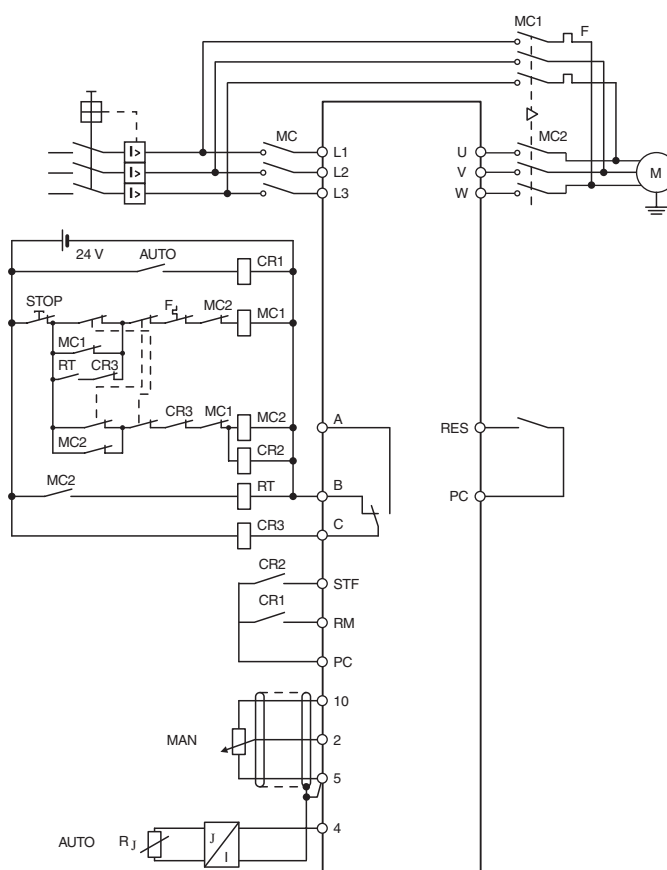 MC1
F
MC
MC2
I>
L1
U
I>
L2
V
M
I>
L3
W
24 V
AUTO
CR1
STOP
F
MC2
MC1
MC1
RT
CR3
CR3
MC1
MC2
A
RES
MC2
CR2
MC2
RT
B
PC
CR3
C
CR2
STF
CR1
RM
PC
10
MAN
2
5
AUTO
RJ
J
I
4